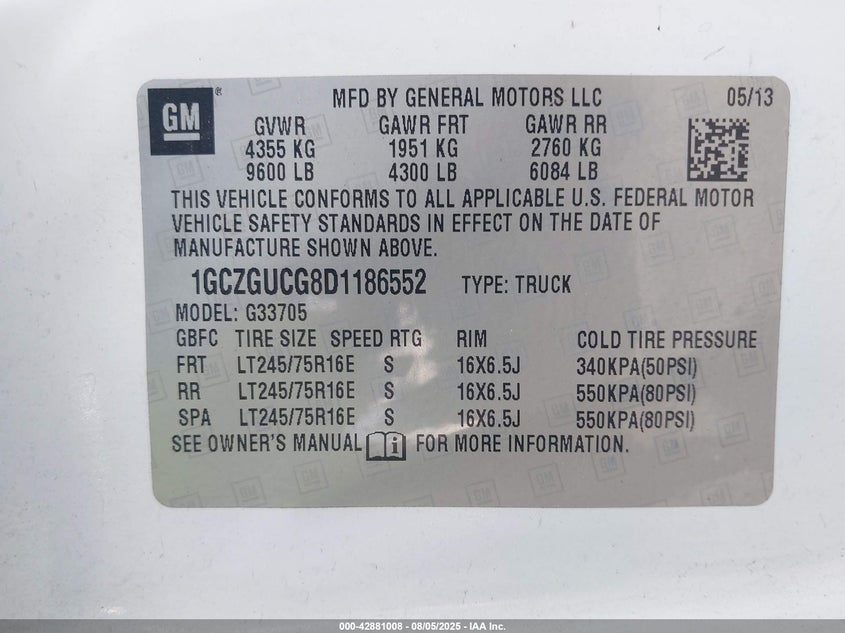 GM ® MFD BY GENERAL MOTORS LLC 05/13
GVWR GAWR FRT GAWR RR
4355 KG 1951 KG 2760 KG
9600 LB 4300 LB 6084 LB
THIS VEHICLE CONFORMS TO ALL APPLICABLE U.S. FEDERAL MOTOR
VEHICLE SAFETY STANDARDS IN EFFECT ON THE DATE OF
MANUFACTURE SHOWN ABOVE.
1GCZGUCG8D1186552 TYPE: TRUCK
MODEL: G33705
GBFC TIRE SIZE SPEED RTG RIM COLD TIRE PRESSURE
FRT LT245/75R16E S 16X6.5J 340KPA(50PSI)
RR LT245/75R16E S 16X6.5J 550KPA(80PSI)
SPA LT245/75R16E S 16X6.5J 550KPA(80PSI)
SEE OWNER'S MANUAL i FOR MORE INFORMATION.
000-42881008 - 08/05/2025 - IAA Inc.